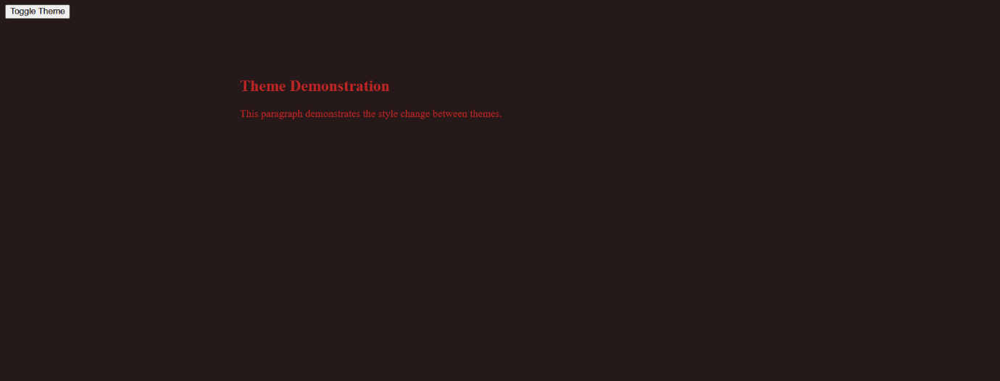 Toggle Theme
Theme Demonstration
This paragraph demonstrates the style change between themes.